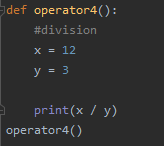 def operator4():
    #division
    x = 12
    y = 3

    print(x / y)
operator4()